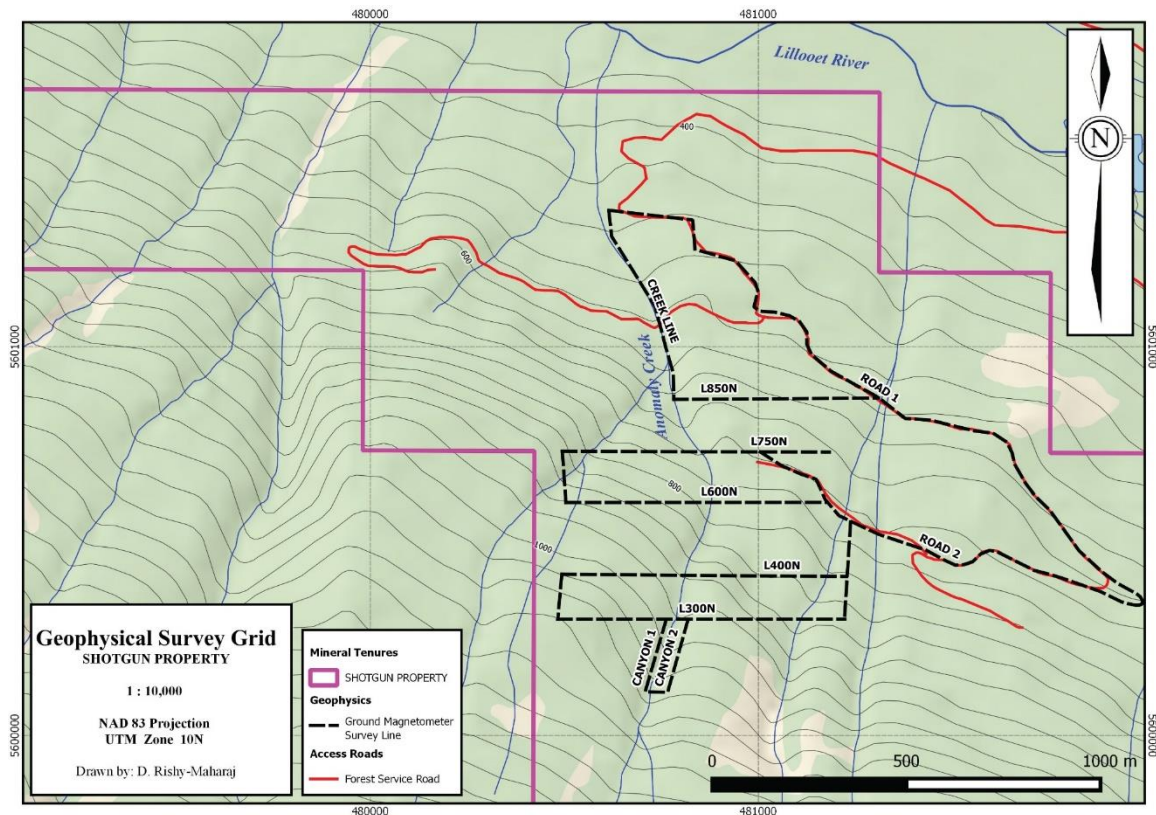 480000
481000
Lillooet River
400
N
600
CREEK LINE
5601000
5601000
Anomaly Creek
ROAD 1
L850N
L750N
800
L600N
1000
ROAD 2
L400N
L300N
CANYON 1
CANYON 2
Geophysical Survey Grid
SHOTGUN PROPERTY
1 : 10,000
NAD 83 Projection
UTM Zone 10N
Drawn by: D. Rishy-Maharaj
Mineral Tenures
SHOTGUN PROPERTY
Geophysics
Ground Magnetometer
Survey Line
Access Roads
Forest Service Road
5600000
5600000
0
500
1000 m
480000
481000